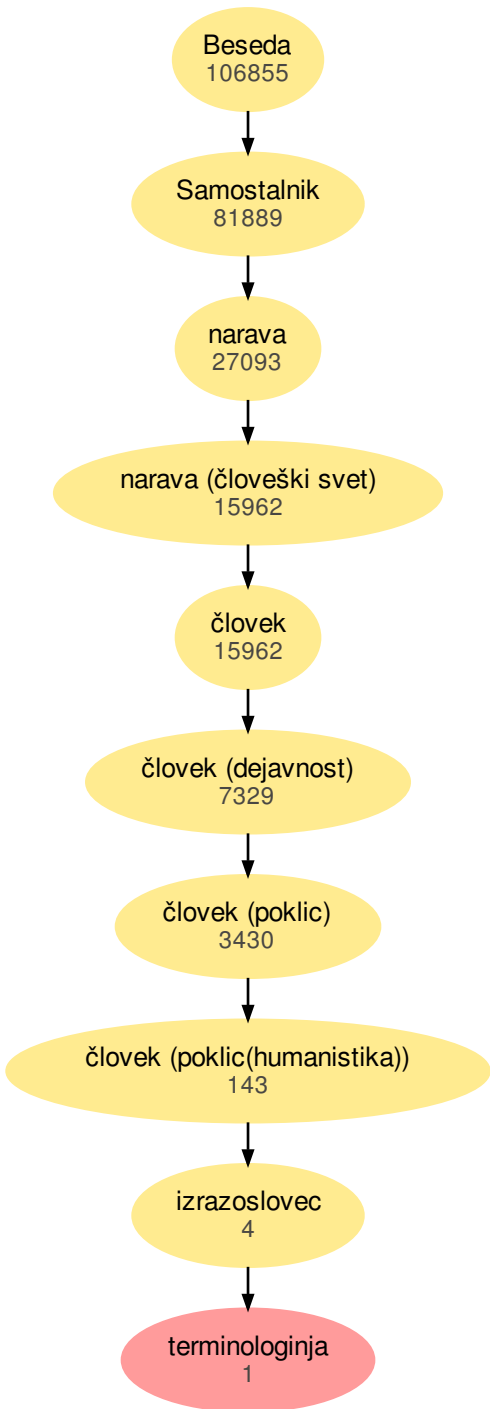 Beseda
106855
Samostalnik
81889
narava
27093
narava (človeški svet)
15962
človek
15962
človek (dejavnost)
7329
človek (poklic)
3430
človek (poklic(humanistika))
143
izrazoslovec
4
terminologinja
1